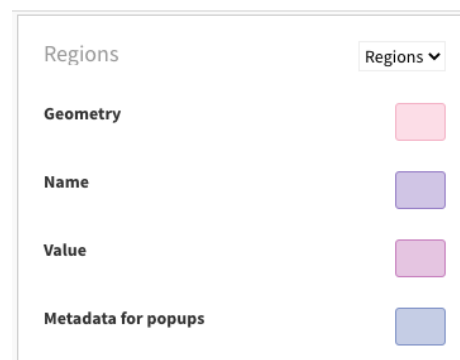 Regions
Regions
Geometry
Name
Value
Metadata for popups